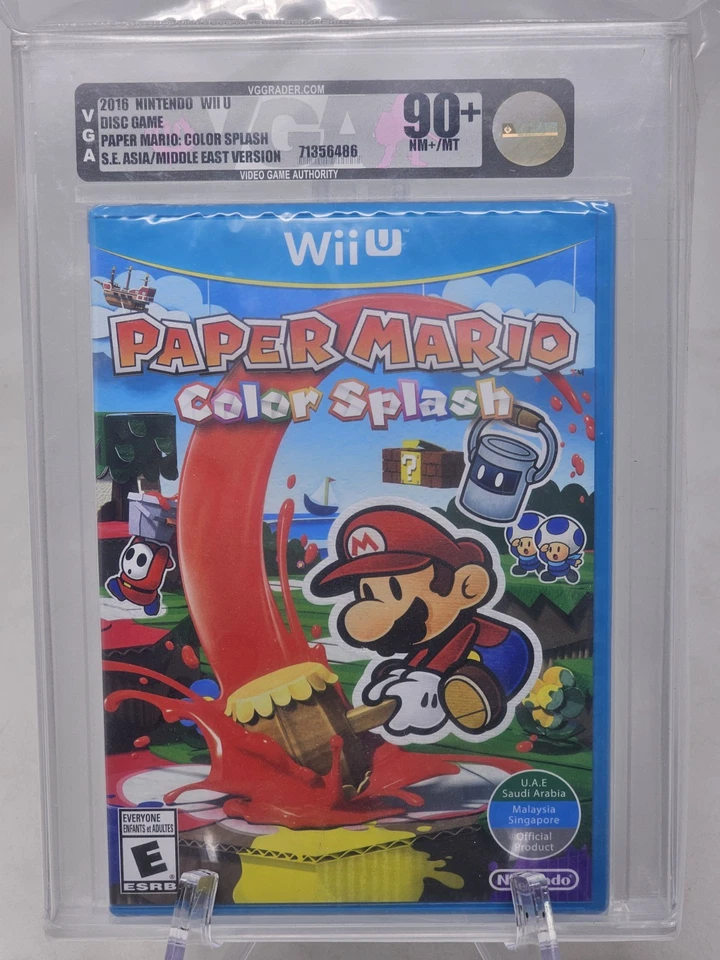 VGGRADER.COM
VGA
2016 NINTENDO WII U
DISC GAME
PAPER MARIO: COLOR SPLASH
S.E. ASIA/MIDDLE EAST VERSION
71356486
90+
NM+/MT
VIDEO GAME AUTHORITY
Wii U
PAPER MARIO
Color Splash
?
M
U.A.E
Saudi Arabia
Malaysia
Singapore
Official
Product
EVERYONE
ENFANTS et ADULTES
E
ESRB
Nintendo